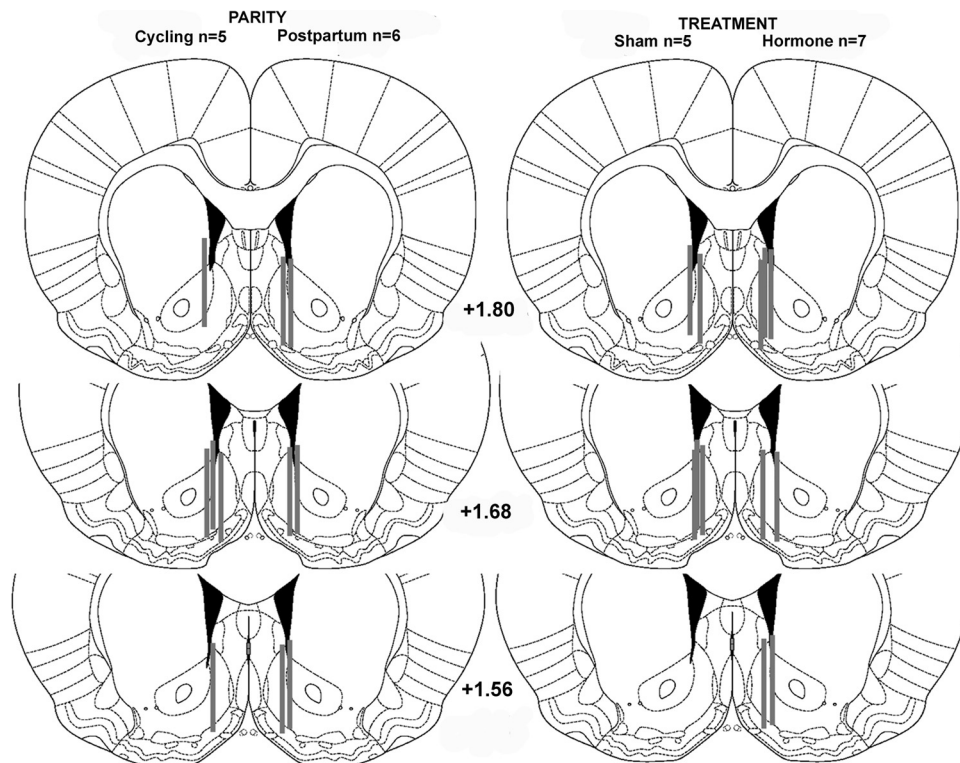 PARITY
Cycling n=5 Postpartum n=6
TREATMENT
Sham n=5 Hormone n=7
+1.80
+1.68
+1.56